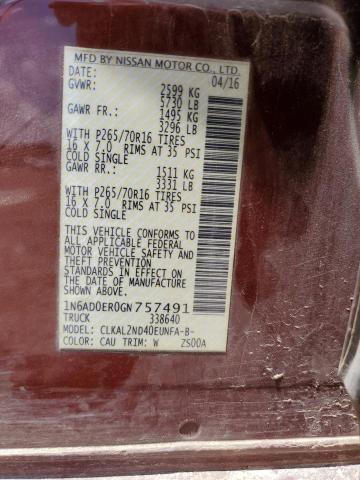 MFD BY NISSAN MOTOR CO., LTD.
DATE: 04/16
GVWR: 2599 KG
5730 LB
GAWR FR.: 1495 KG
3296 LB
WITH P265/70R16 TIRES
16 X 7.0 RIMS AT 35 PSI
COLD SINGLE
GAWR RR.: 1511 KG
3331 LB
WITH P265/70R16 TIRES
16 X 7.0 RIMS AT 35 PSI
COLD SINGLE
THIS VEHICLE CONFORMS TO
ALL APPLICABLE FEDERAL
MOTOR VEHICLE SAFETY AND
THEFT PREVENTION
STANDARDS IN EFFECT ON
THE DATE OF MANUFACTURE
SHOWN ABOVE.
1N6AD0ER0GN757491
TRUCK 338640
MODEL: CLKAL2ND40EUNFA-B-
COLOR: CAU TRIM: W ZS00A